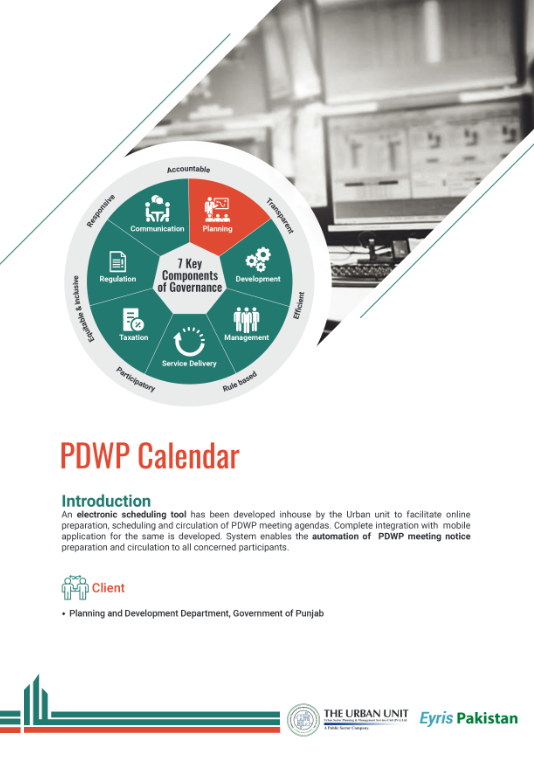 Accountable
Responsive
Transparent
Communication
Planning
7 Key
Components
of Governance
Regulation
Development
Equitable & Inclusive
Efficient
Taxation
Management
Service Delivery
Participatory
Rule based
PDWP Calendar
Introduction
An electronic scheduling tool has been developed inhouse by the Urban unit to facilitate online
preparation, scheduling and circulation of PDWP meeting agendas. Complete integration with mobile
application for the same is developed. System enables the automation of PDWP meeting notice
preparation and circulation to all concerned participants.
Client
• Planning and Development Department, Government of Punjab
THE URBAN UNIT
Urban Sector Planning & Management Services Unit (Pvt.) Ltd.
A Public Sector Company
Eyris Pakistan